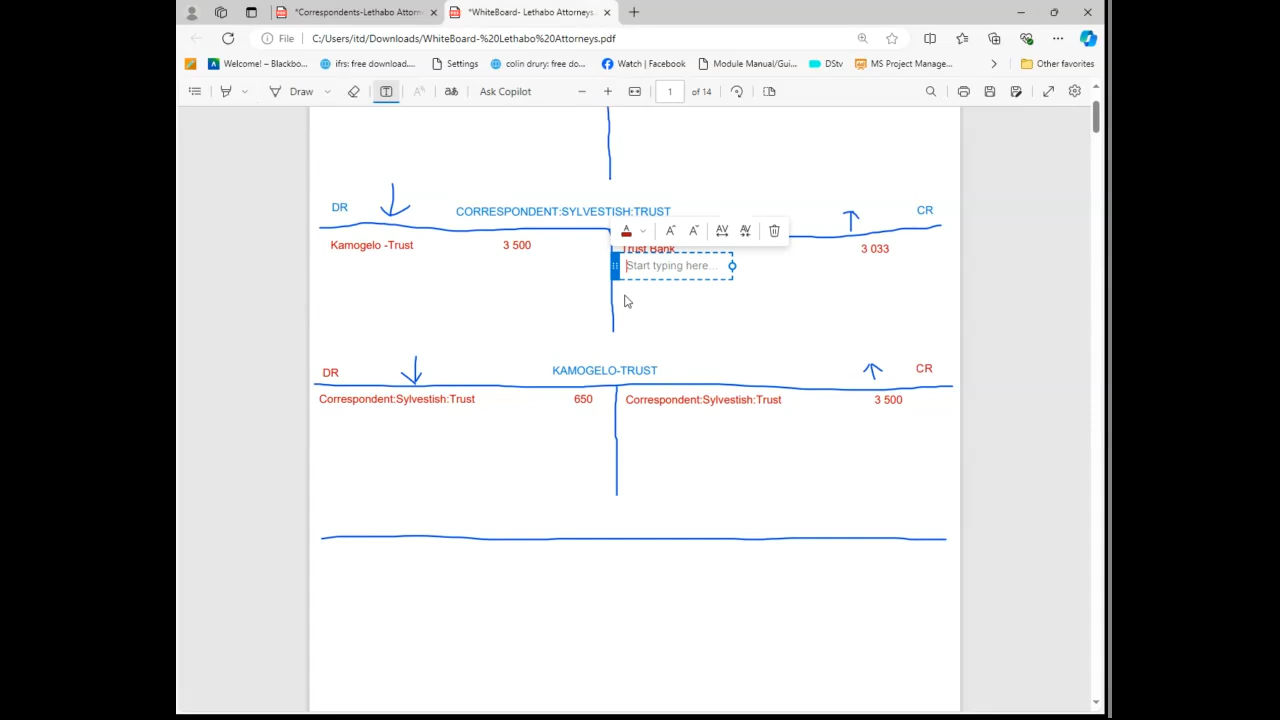 *Correspondents-Lethabo Attorn
*WhiteBoard- Lethabo Attorneys.
File C:/Users/itd/Downloads/WhiteBoard-%20Lethabo%20Attorneys.pdf
Welcome! – Blackbo... ifrs: free download.... Settings colin drury: free do... Watch | Facebook Module Manual/Gui... DStv MS Project Manage... Other favorites
Draw Ask Copilot 1 of 14
DR CORRESPONDENT:SYLVESTISH:TRUST CR
Kamogelo -Trust 3 500 Trust Bank 3 033
Start typing here...
DR KAMOGELO-TRUST CR
Correspondent:Sylvestish:Trust 650 Correspondent:Sylvestish:Trust 3 500